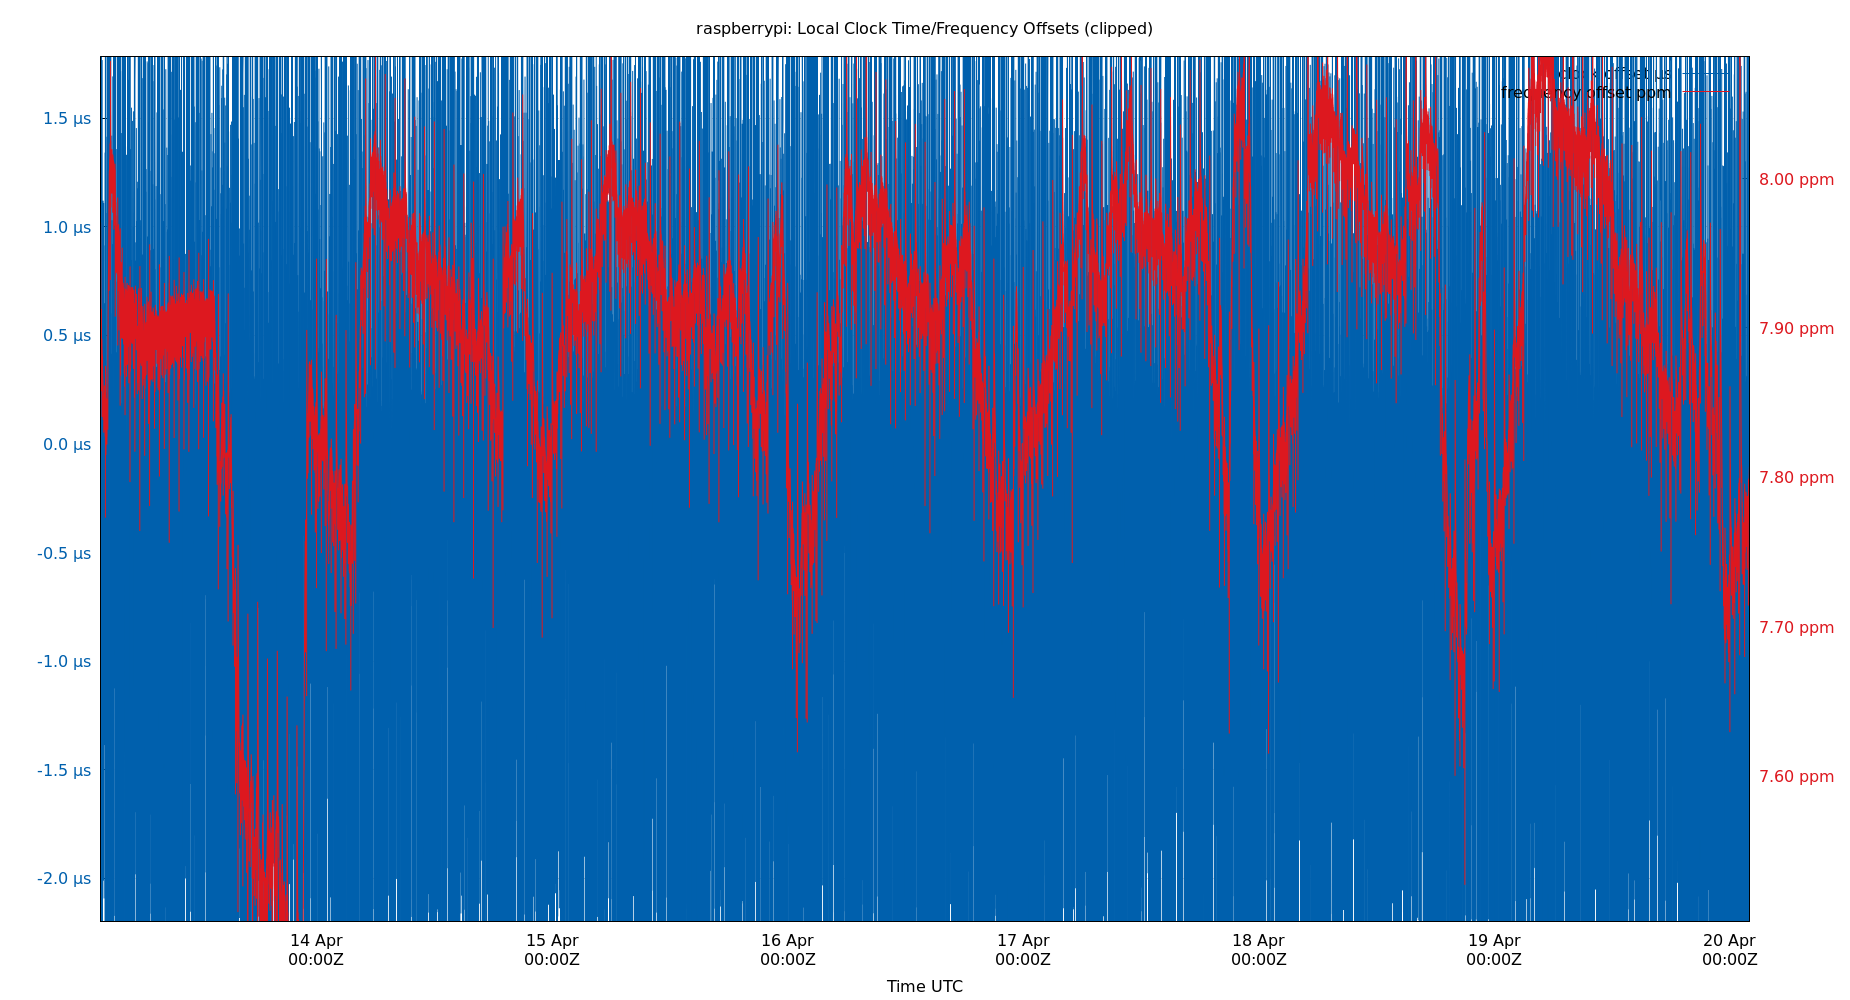 raspberrypi: Local Clock Time/Frequency Offsets (clipped)
clock offset µs
frequency offset ppm
1.5 µs
1.0 µs
0.5 µs
0.0 µs
-0.5 µs
-1.0 µs
-1.5 µs
-2.0 µs
8.00 ppm
7.90 ppm
7.80 ppm
7.70 ppm
7.60 ppm
14 Apr 15 Apr 16 Apr 17 Apr 18 Apr 19 Apr 20 Apr
00:00Z 00:00Z 00:00Z 00:00Z 00:00Z 00:00Z 00:00Z
Time UTC